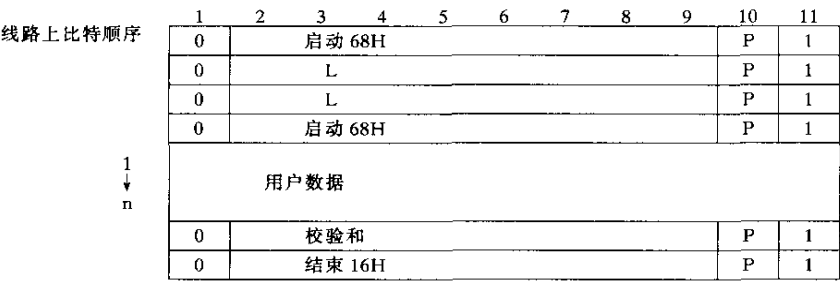 1 2 3 4 5 6 7 8 9 10 11
线路上比特顺序
0 启动 68H P 1
0 L P 1
0 L P 1
0 启动 68H P 1
1
↓ 用户数据
n
0 校验和 P 1
0 结束 16H P 1